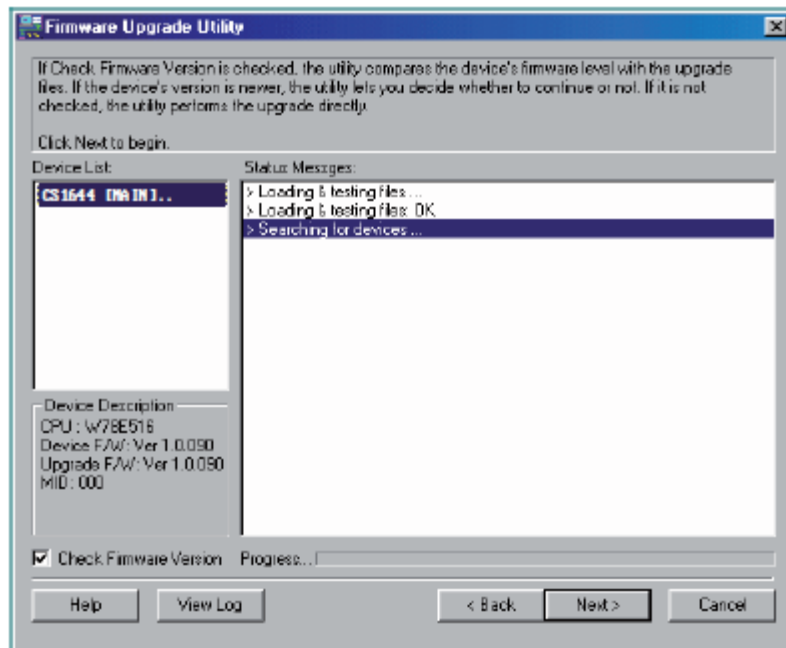 Firmware Upgrade Utility
If Check Firmware Version is checked, the utility compares the device's firmware level with the upgrade
files. If the device's version is newer, the utility lets you decide whether to continue or not. If it is not
checked, the utility performs the upgrade directly.
Click Next to begin.
Device List:
Status Messages:
CS1644 [MAIN]..
> Loading & testing files ...
> Loading & testing files: OK
> Searching for devices ...
Device Description
CPU : W78E516
Device F/W: Ver 1.0.090
Upgrade F/W: Ver 1.0.090
MID : 000
Check Firmware Version
Progress...
Help
View Log
< Back
Next >
Cancel